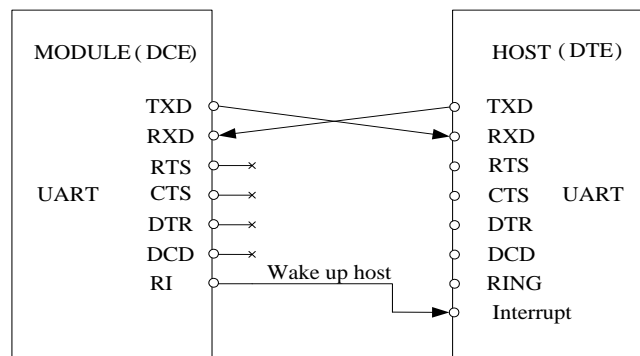 MODULE ( DCE )
TXD
RXD
RTS
CTS
UART
DTR
DCD
RI
Wake up host
HOST ( DTE )
TXD
RXD
RTS
CTS
UART
DTR
DCD
RING
Interrupt